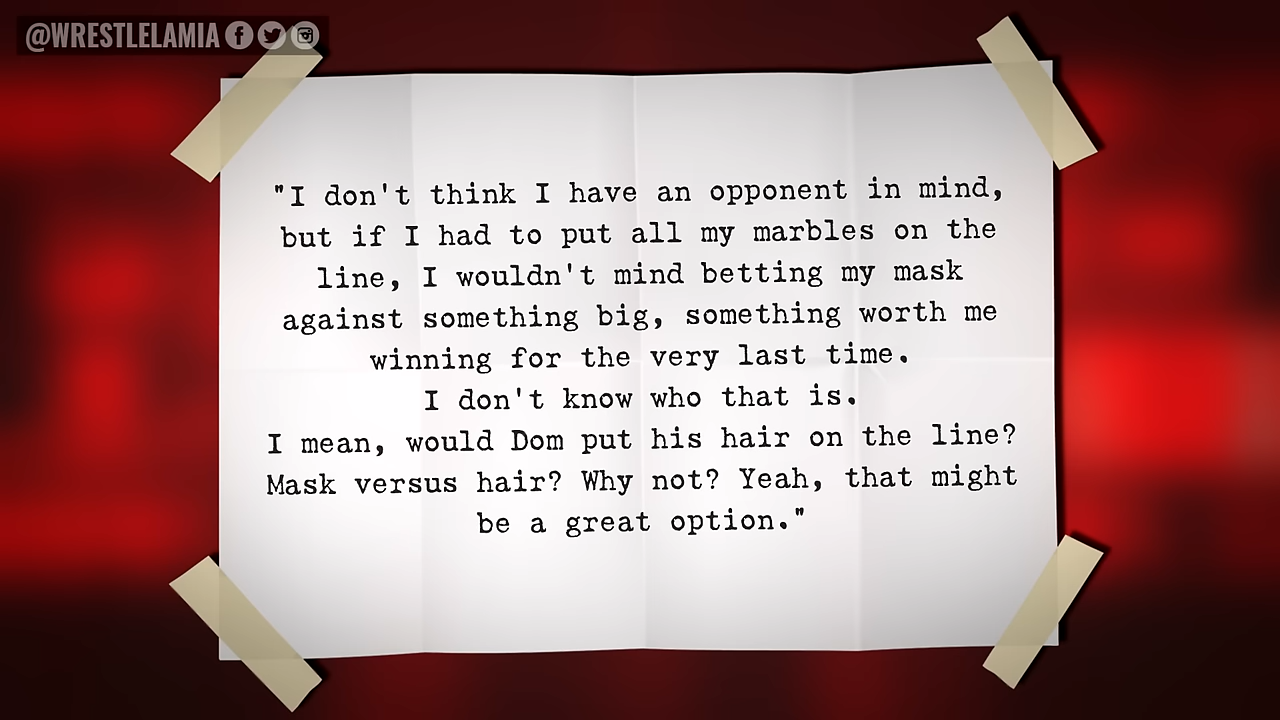 @WRESTLELAMIA
"I don't think I have an opponent in mind,
but if I had to put all my marbles on the
line, I wouldn't mind betting my mask
against something big, something worth me
winning for the very last time.
I don't know who that is.
I mean, would Dom put his hair on the line?
Mask versus hair? Why not? Yeah, that might
be a great option."